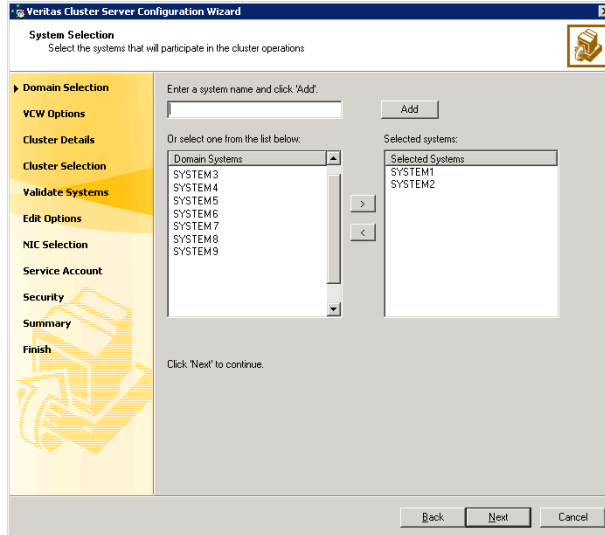 Veritas Cluster Server Configuration Wizard
System Selection
Select the systems that will participate in the cluster operations
Domain Selection
VCW Options
Cluster Details
Cluster Selection
Validate Systems
Edit Options
NIC Selection
Service Account
Security
Summary
Finish
Enter a system name and click 'Add'.
Add
Or select one from the list below:
Domain Systems
SYSTEM3
SYSTEM4
SYSTEM5
SYSTEM6
SYSTEM7
SYSTEM8
SYSTEM9
>
<
Selected systems:
Selected Systems
SYSTEM1
SYSTEM2
Click 'Next' to continue.
Back
Next
Cancel